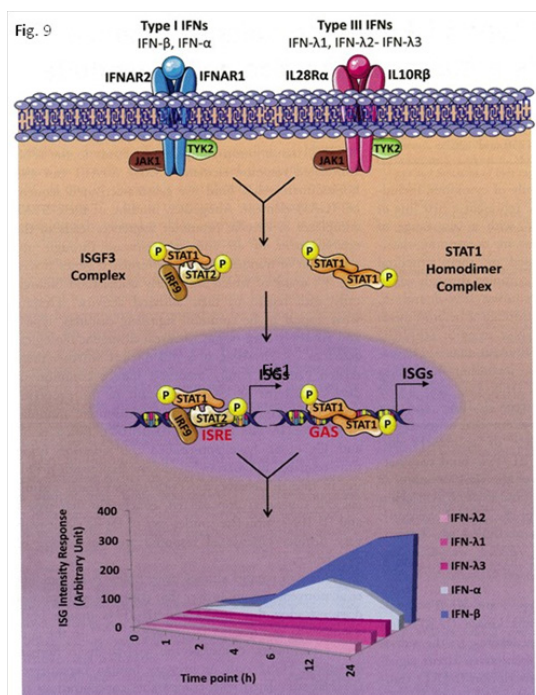 Fig. 9
Type I IFNs
IFN-β, IFN-α
Type III IFNs
IFN-λ1, IFN-λ2- IFN-λ3
IFNAR2
IFNAR1
IL28Rα
IL10Rβ
JAK1
TYK2
JAK1
TYK2
ISGF3
Complex
P
STAT1
STAT2
P
IRF9
P
STAT1
STAT1
P
STAT1
Homodimer
Complex
Fig1
ISGs
ISGs
P
STAT1
STAT2
P
IRF9
ISRE
P
STAT1
STAT1
P
GAS
ISG Intensity Response
(Arbitrary Unit)
400
300
200
100
0
0
1
2
4
6
12
24
Time point (h)
IFN-λ2
IFN-λ1
IFN-λ3
IFN-α
IFN-β